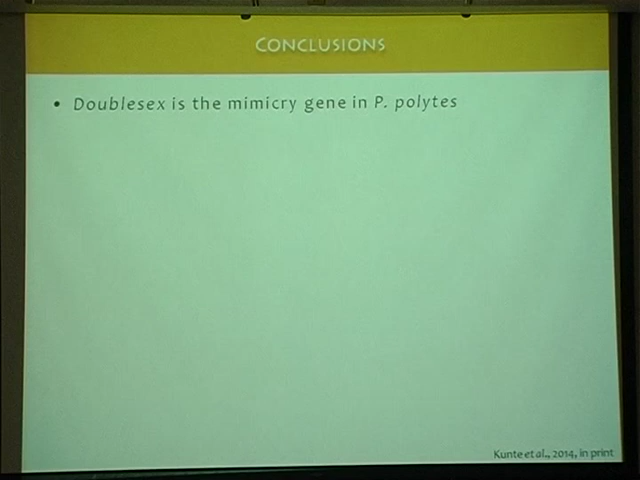 CONCLUSIONS
• Doublesex is the mimicry gene in P. polytes
Kunte et al., 2014, in print